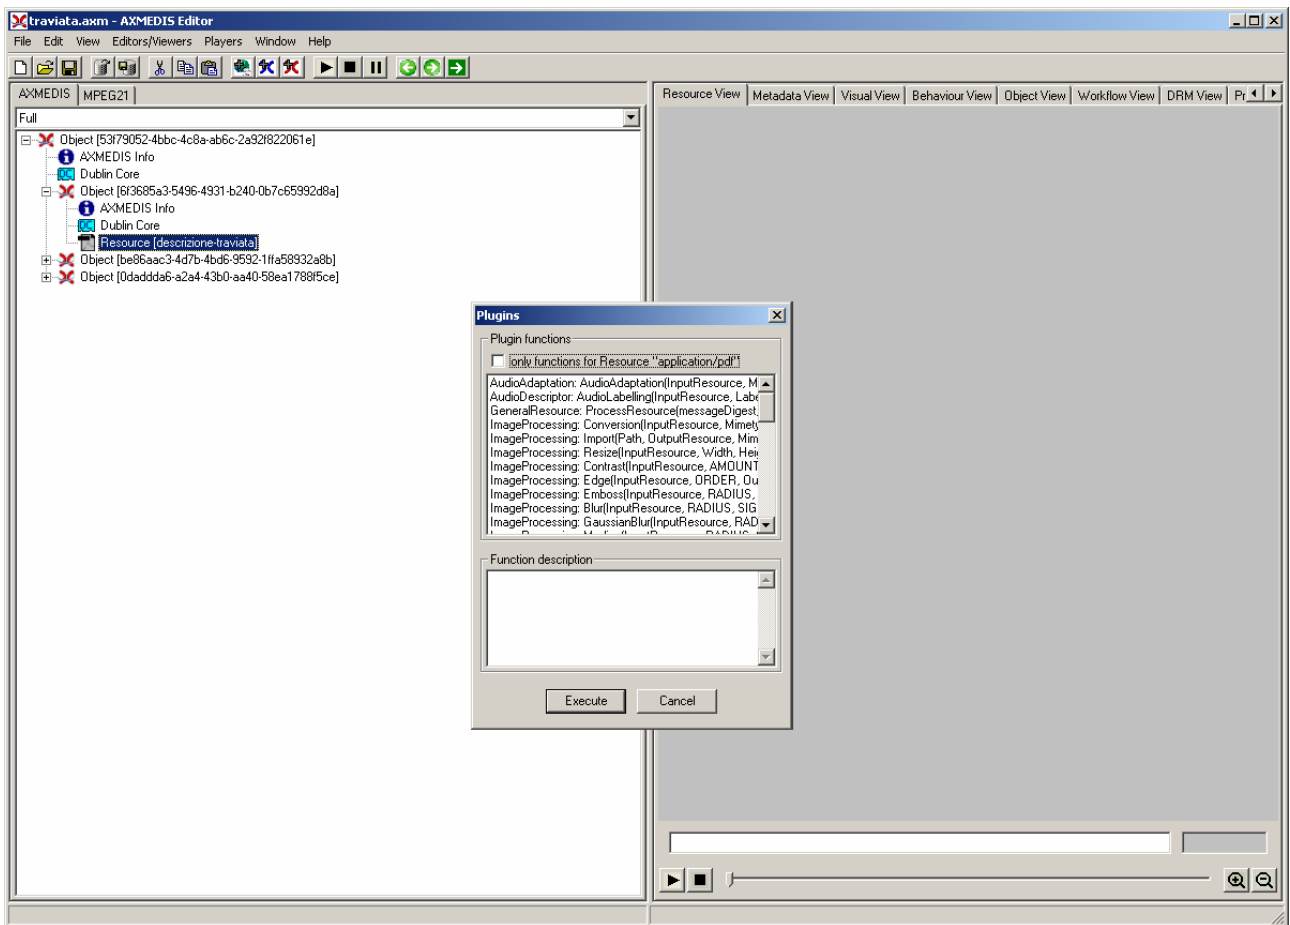 traviata.axm - AXMEDIS Editor
File Edit View Editors/Viewers Players Window Help
AXMEDIS MPEG21
Full
Object [53f79052-4bbc-4c8a-ab6c-2a92f822061e]
AXMEDIS Info
Dublin Core
Object [6f3685a3-5496-4931-b240-0b7c65992d8a]
AXMEDIS Info
Dublin Core
Resource [descrizione-traviata]
Object [be86aac3-4d7b-4bd6-9592-1ffa58932a8b]
Object [0daddda6-a2a4-43b0-aa40-58ea1788f5ce]
Resource View Metadata View Visual View Behaviour View Object View Workflow View DRM View Pr
Plugins
Plugin functions
only functions for Resource "application/pdf"
AudioAdaptation: AudioAdaptation(InputResource, M
AudioDescriptor: AudioLabelling(InputResource, Labe
GeneralResource: ProcessResource(messageDigest,
ImageProcessing: Conversion(InputResource, Mimety
ImageProcessing: Import(Path, OutputResource, Mim
ImageProcessing: Resize(InputResource, Width, Heig
ImageProcessing: Contrast(InputResource, AMOUNT
ImageProcessing: Edge(InputResource, ORDER, Ou
ImageProcessing: Emboss(InputResource, RADIUS,
ImageProcessing: Blur(InputResource, RADIUS, SIG
ImageProcessing: GaussianBlur(InputResource, RAD
Function description
Execute Cancel